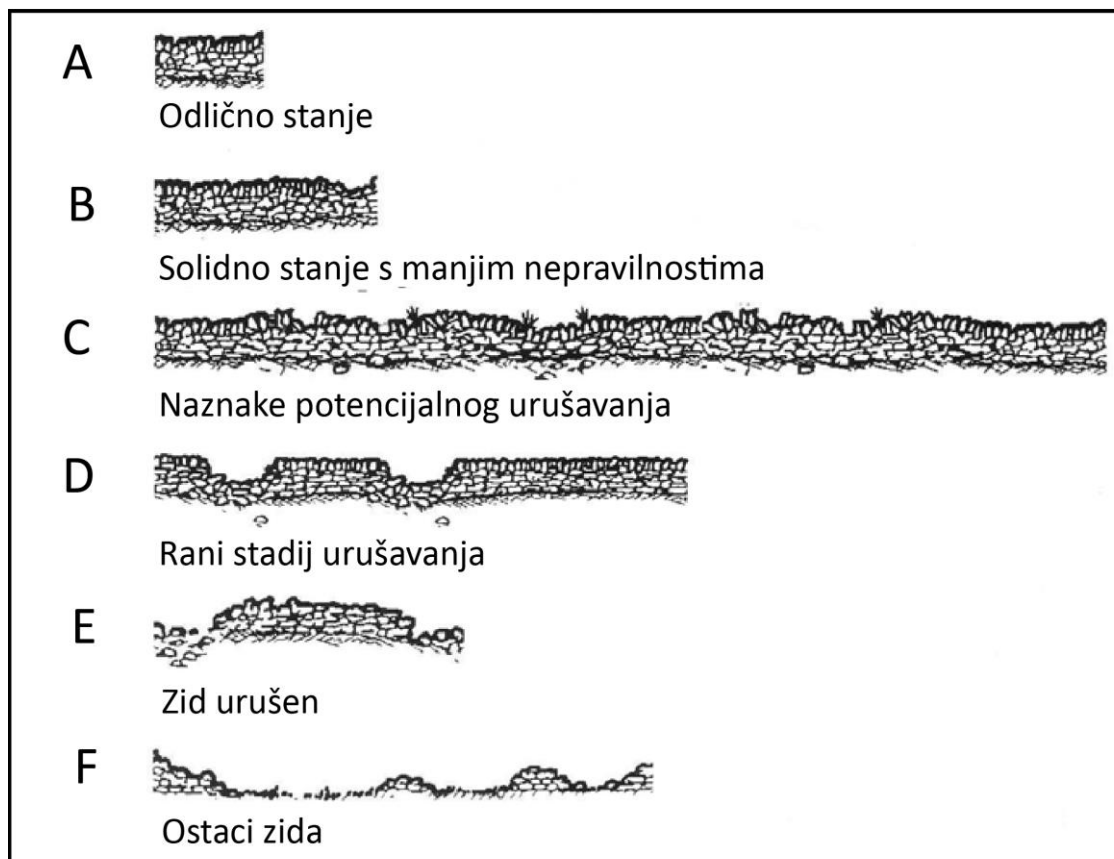 A
Odlično stanje
B
Solidno stanje s manjim nepravilnostima
C
Naznake potencijalnog urušavanja
D
Rani stadij urušavanja
E
Zid urušen
F
Ostaci zida